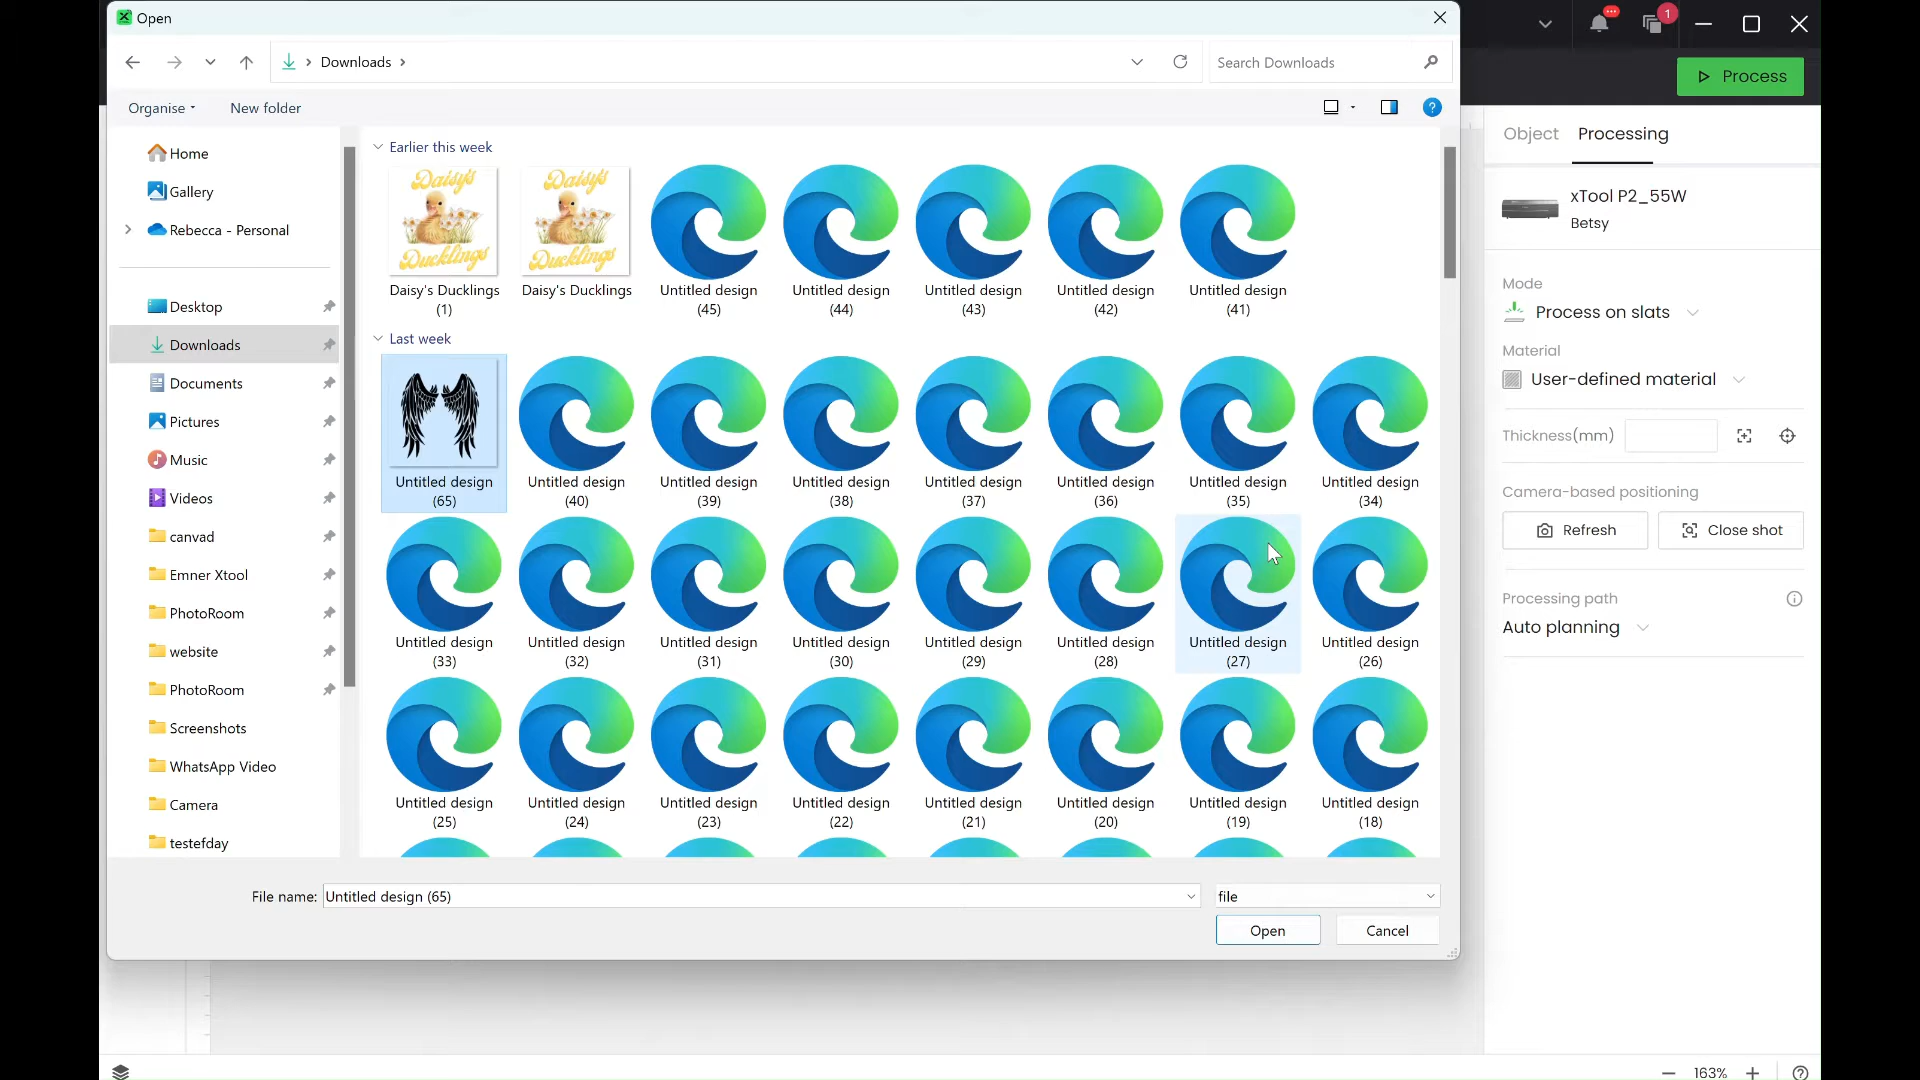 Open
Downloads
Search Downloads
1
Process
Organise
New folder
Object Processing
Home
Gallery
Rebecca - Personal
Desktop
Downloads
Documents
Pictures
Music
Videos
canvad
Emner Xtool
PhotoRoom
website
PhotoRoom
Screenshots
WhatsApp Video
Camera
testefday
Earlier this week
Daisy's Ducklings
Daisy's Ducklings
Daisy's Ducklings (1)
Daisy's Ducklings
Untitled design (45)
Untitled design (44)
Untitled design (43)
Untitled design (42)
Untitled design (41)
Last week
Untitled design (65)
Untitled design (40)
Untitled design (39)
Untitled design (38)
Untitled design (37)
Untitled design (36)
Untitled design (35)
Untitled design (34)
Untitled design (33)
Untitled design (32)
Untitled design (31)
Untitled design (30)
Untitled design (29)
Untitled design (28)
Untitled design (27)
Untitled design (26)
Untitled design (25)
Untitled design (24)
Untitled design (23)
Untitled design (22)
Untitled design (21)
Untitled design (20)
Untitled design (19)
Untitled design (18)
File name: Untitled design (65)
file
Open
Cancel
xTool P2_55W
Betsy
Mode
Process on slats
Material
User-defined material
Thickness(mm)
Camera-based positioning
Refresh
Close shot
Processing path
Auto planning
163%